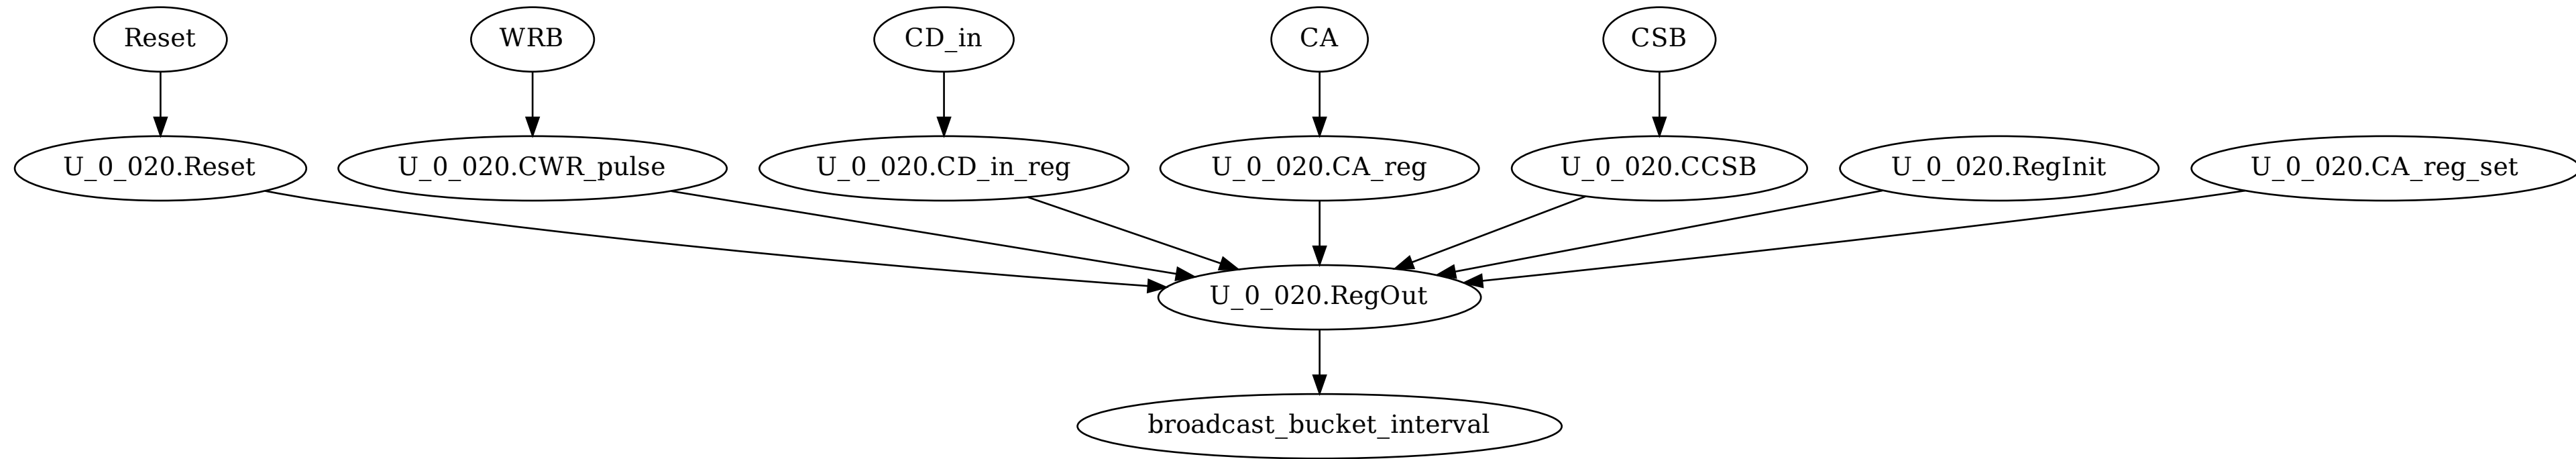 Reset
WRB
CD_in
CA
CSB
U_0_020.Reset
U_0_020.CWR_pulse
U_0_020.CD_in_reg
U_0_020.CA_reg
U_0_020.CCSB
U_0_020.RegInit
U_0_020.CA_reg_set
U_0_020.RegOut
broadcast_bucket_interval